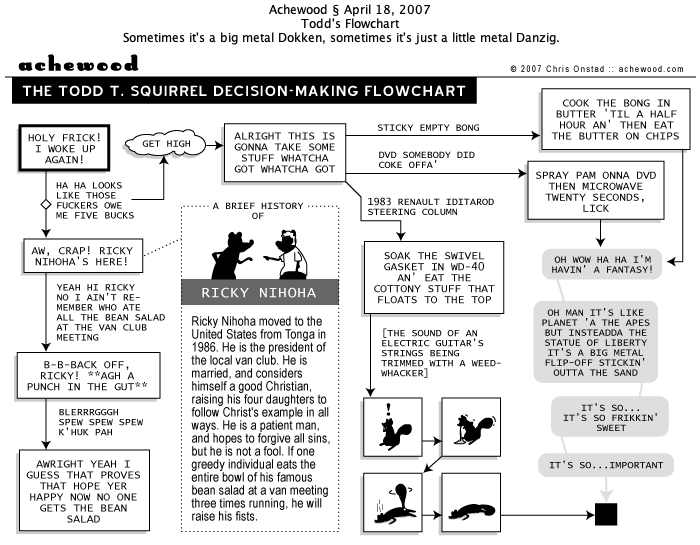 Achewood § April 18, 2007
Todd's Flowchart
Sometimes it's a big metal Dokken, sometimes it's just a little metal Danzig.
achewood
© 2007 Chris Onstad :: achewood.com
THE TODD T. SQUIRREL DECISION-MAKING FLOWCHART
HOLY FRICK!
I WOKE UP
AGAIN!
HA HA LOOKS
LIKE THOSE
FUCKERS OWE
ME FIVE BUCKS
GET HIGH
ALRIGHT THIS IS
GONNA TAKE SOME
STUFF WHATCHA
GOT WHATCHA GOT
STICKY EMPTY BONG
COOK THE BONG IN
BUTTER 'TIL A HALF
HOUR AN' THEN EAT
THE BUTTER ON CHIPS
DVD SOMEBODY DID
COKE OFFA'
SPRAY PAM ONNA DVD
THEN MICROWAVE
TWENTY SECONDS,
LICK
1983 RENAULT IDITAROD
STEERING COLUMN
SOAK THE SWIVEL
GASKET IN WD-40
AN' EAT THE
COTTONY STUFF THAT
FLOATS TO THE TOP
[THE SOUND OF AN
ELECTRIC GUITAR'S
STRINGS BEING
TRIMMED WITH A WEED-
WHACKER]
!
OH WOW HA HA I'M
HAVIN' A FANTASY!
OH MAN IT'S LIKE
PLANET 'A THE APES
BUT INSTEADDA THE
STATUE OF LIBERTY
IT'S A BIG METAL
FLIP-OFF STICKIN'
OUTTA THE SAND
IT'S SO...
IT'S SO FRIKKIN'
SWEET
IT'S SO...IMPORTANT
AW, CRAP! RICKY
NIHOHA'S HERE!
YEAH HI RICKY
NO I AIN'T RE-
MEMBER WHO ATE
ALL THE BEAN SALAD
AT THE VAN CLUB
MEETING
B-B-BACK OFF,
RICKY! **AGH A
PUNCH IN THE GUT**
BLERRRGGGH
SPEW SPEW SPEW
K'HUK PAH
AWRIGHT YEAH I
GUESS THAT PROVES
THAT HOPE YER
HAPPY NOW NO ONE
GETS THE BEAN
SALAD
A BRIEF HISTORY
OF
RICKY NIHOHA
Ricky Nihoha moved to the
United States from Tonga in
1986. He is the president of
the local van club. He is
married, and considers
himself a good Christian,
raising his four daughters to
follow Christ's example in all
ways. He is a patient man,
and hopes to forgive all sins,
but he is not a fool. If one
greedy individual eats the
entire bowl of his famous
bean salad at a van meeting
three times running, he will
raise his fists.